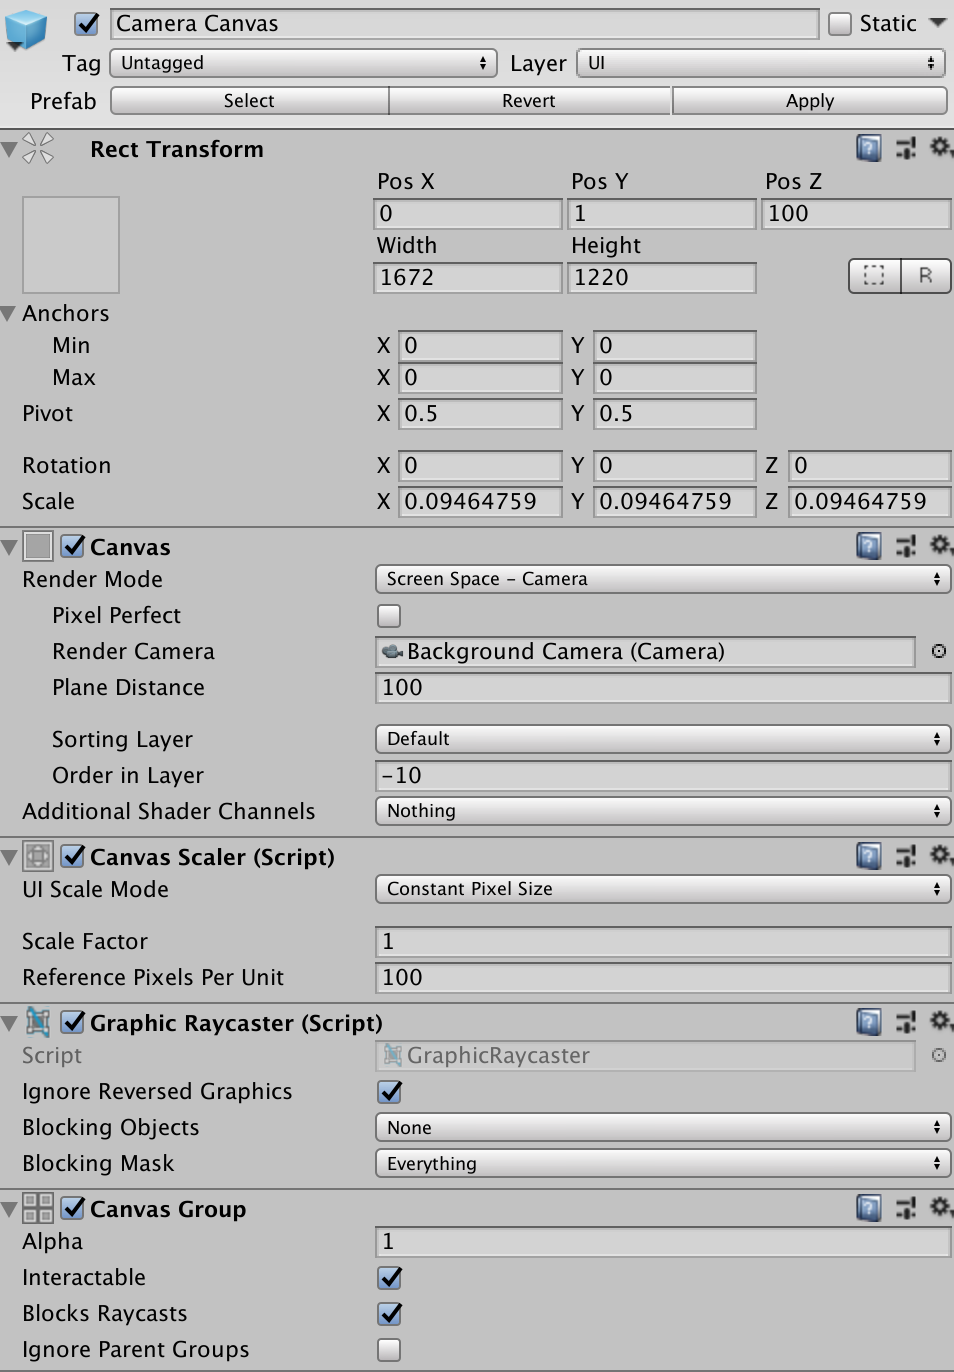 Camera Canvas Static
Tag Untagged Layer UI
Prefab Select Revert Apply
Rect Transform
Pos X Pos Y Pos Z
0 1 100
Width Height
1672 1220
R
Anchors
Min X 0 Y 0
Max X 0 Y 0
Pivot X 0.5 Y 0.5
Rotation X 0 Y 0 Z 0
Scale X 0.09464759 Y 0.09464759 Z 0.09464759
Canvas
Render Mode Screen Space – Camera
Pixel Perfect
Render Camera Background Camera (Camera)
Plane Distance 100
Sorting Layer Default
Order in Layer -10
Additional Shader Channels Nothing
Canvas Scaler (Script)
UI Scale Mode Constant Pixel Size
Scale Factor 1
Reference Pixels Per Unit 100
Graphic Raycaster (Script)
Script GraphicRaycaster
Ignore Reversed Graphics
Blocking Objects None
Blocking Mask Everything
Canvas Group
Alpha 1
Interactable
Blocks Raycasts
Ignore Parent Groups